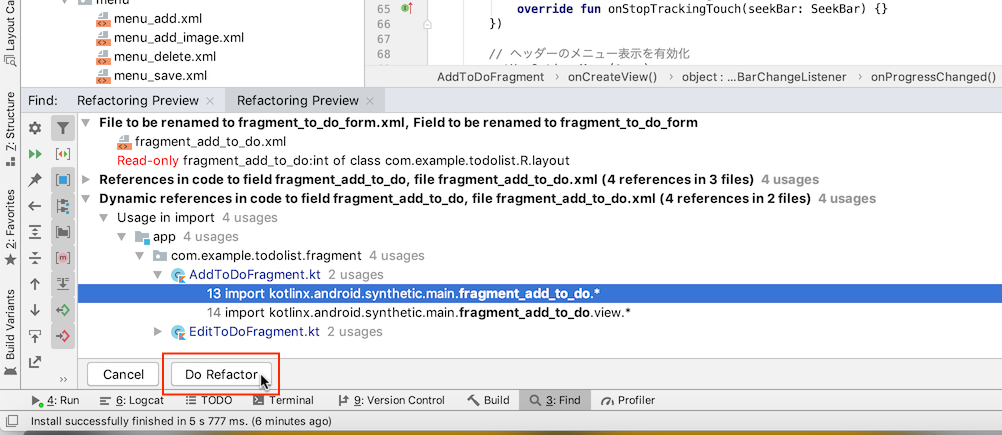 menu
menu_add.xml
menu_add_image.xml
menu_delete.xml
menu_save.xml
65 override fun onStopTrackingTouch(seekBar: SeekBar) {}
66 })
67
68 // ヘッダーのメニュー表示を有効化
AddToDoFragment › onCreateView() › object : ...BarChangeListener › onProgressChanged()
Layout Ca
Z: Structure
2: Favorites
Build Variants
Find: Refactoring Preview × Refactoring Preview ×
File to be renamed to fragment_to_do_form.xml, Field to be renamed to fragment_to_do_form
fragment_add_to_do.xml
Read-only fragment_add_to_do:int of class com.example.todolist.R.layout
References in code to field fragment_add_to_do, file fragment_add_to_do.xml (4 references in 3 files) 4 usages
Dynamic references in code to field fragment_add_to_do, file fragment_add_to_do.xml (4 references in 2 files) 4 usages
Usage in import 4 usages
app 4 usages
com.example.todolist.fragment 4 usages
AddToDoFragment.kt 2 usages
13 import kotlinx.android.synthetic.main.fragment_add_to_do.*
14 import kotlinx.android.synthetic.main.fragment_add_to_do.view.*
EditToDoFragment.kt 2 usages
Cancel Do Refactor
4: Run 6: Logcat TODO Terminal 9: Version Control Build 3: Find Profiler
Install successfully finished in 5 s 777 ms. (6 minutes ago)